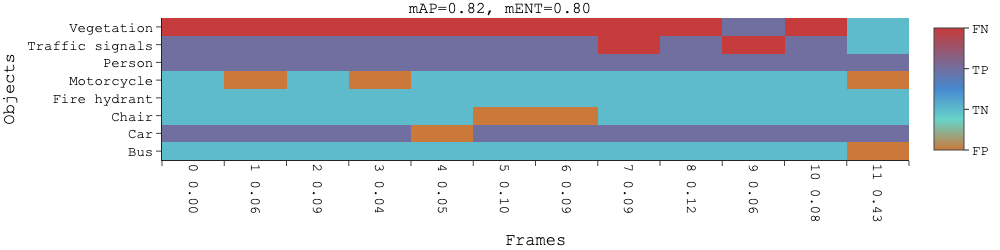 mAP=0.82, mENT=0.80
Objects
Vegetation
Traffic signals
Person
Motorcycle
Fire hydrant
Chair
Car
Bus
0 0.00
1 0.06
2 0.09
3 0.04
4 0.05
5 0.10
6 0.09
7 0.09
8 0.12
9 0.06
10 0.08
11 0.43
Frames
FN
TP
TN
FP